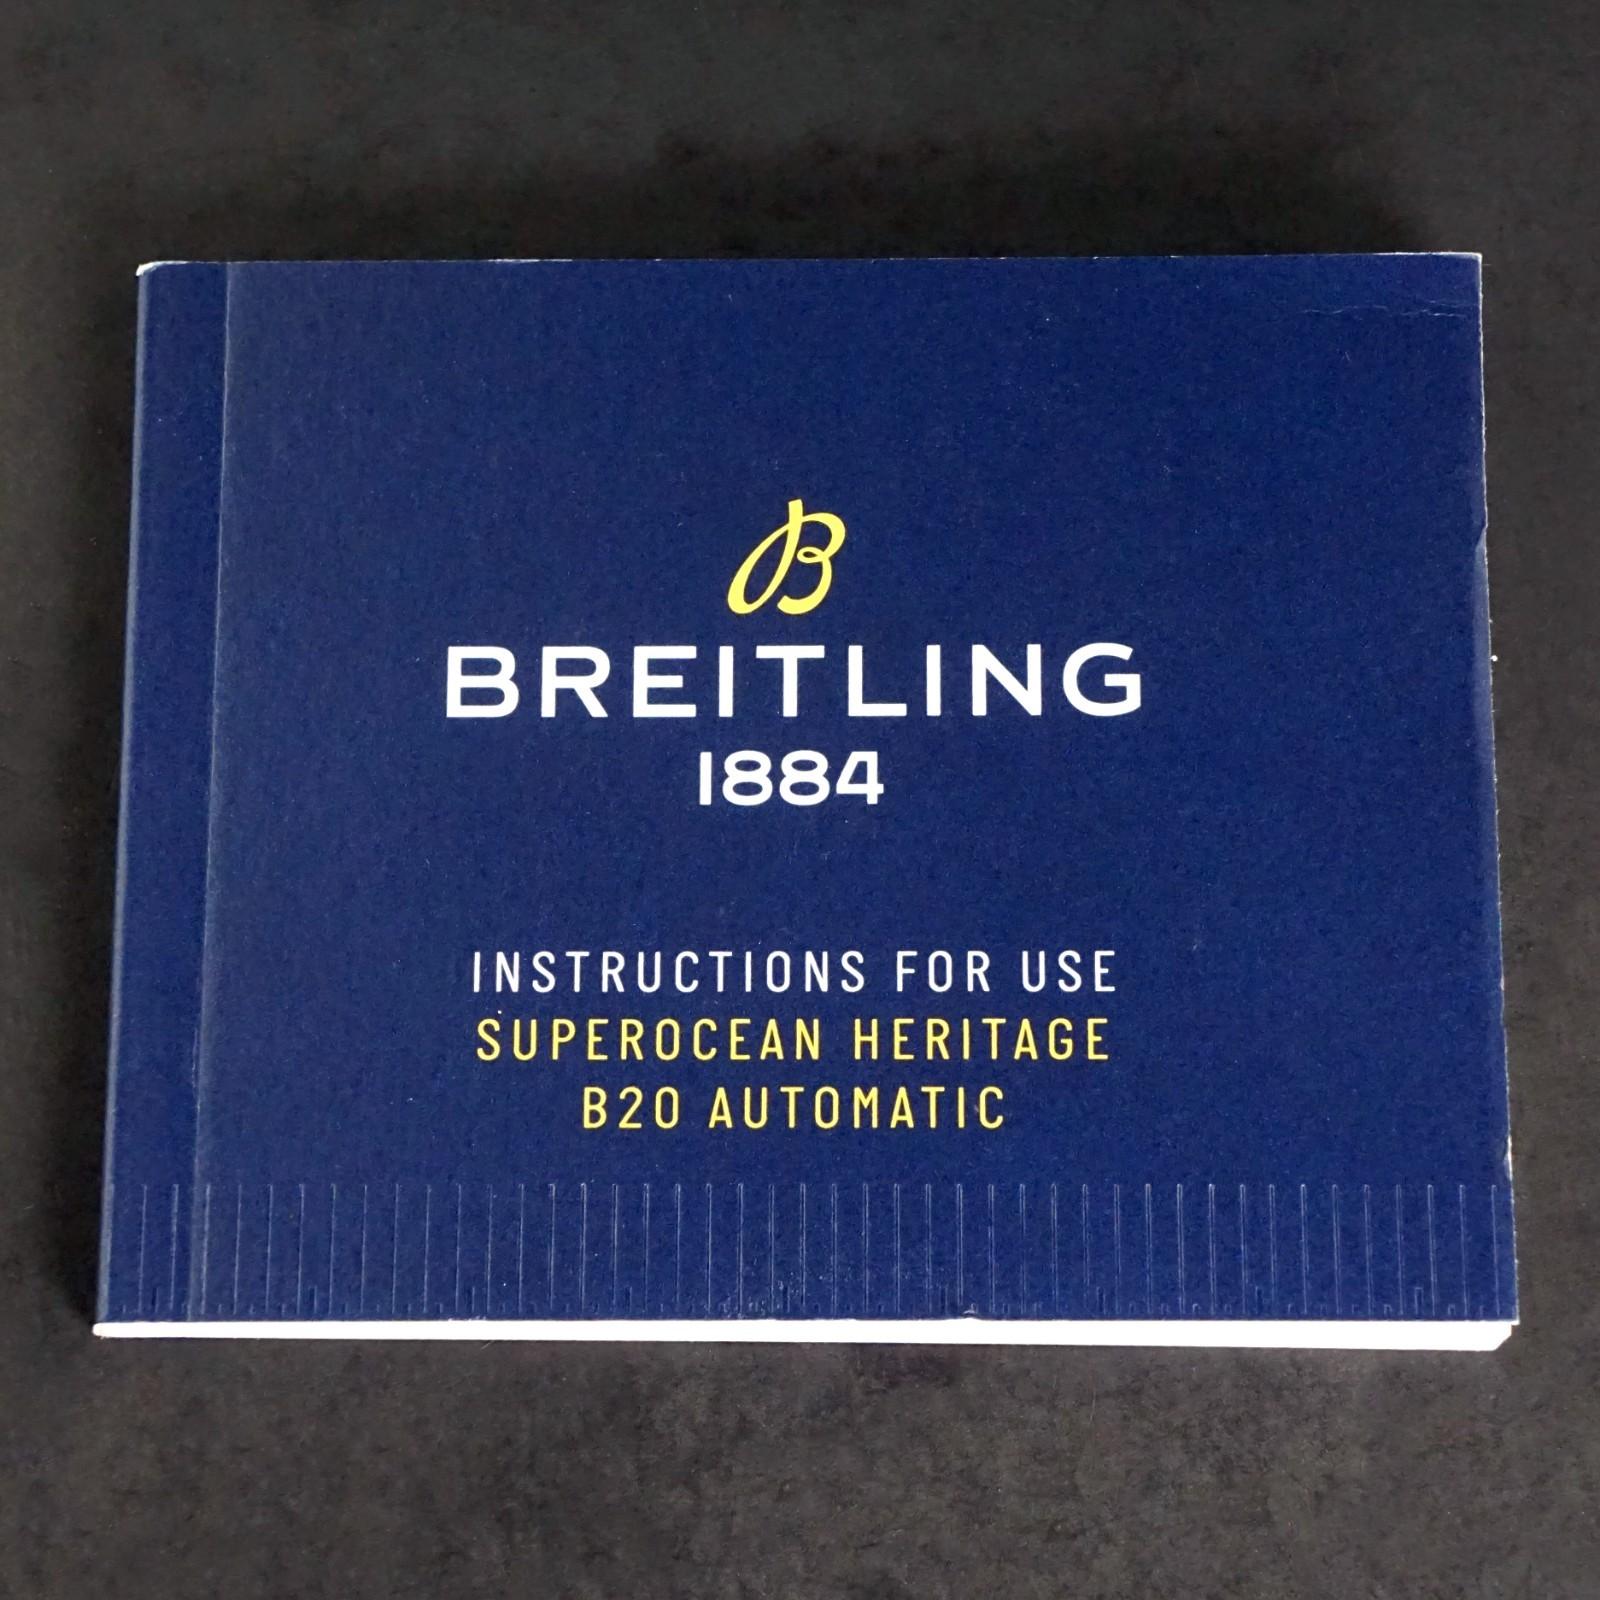 B
BREITLING
1884
INSTRUCTIONS FOR USE
SUPEROCEAN HERITAGE
B20 AUTOMATIC